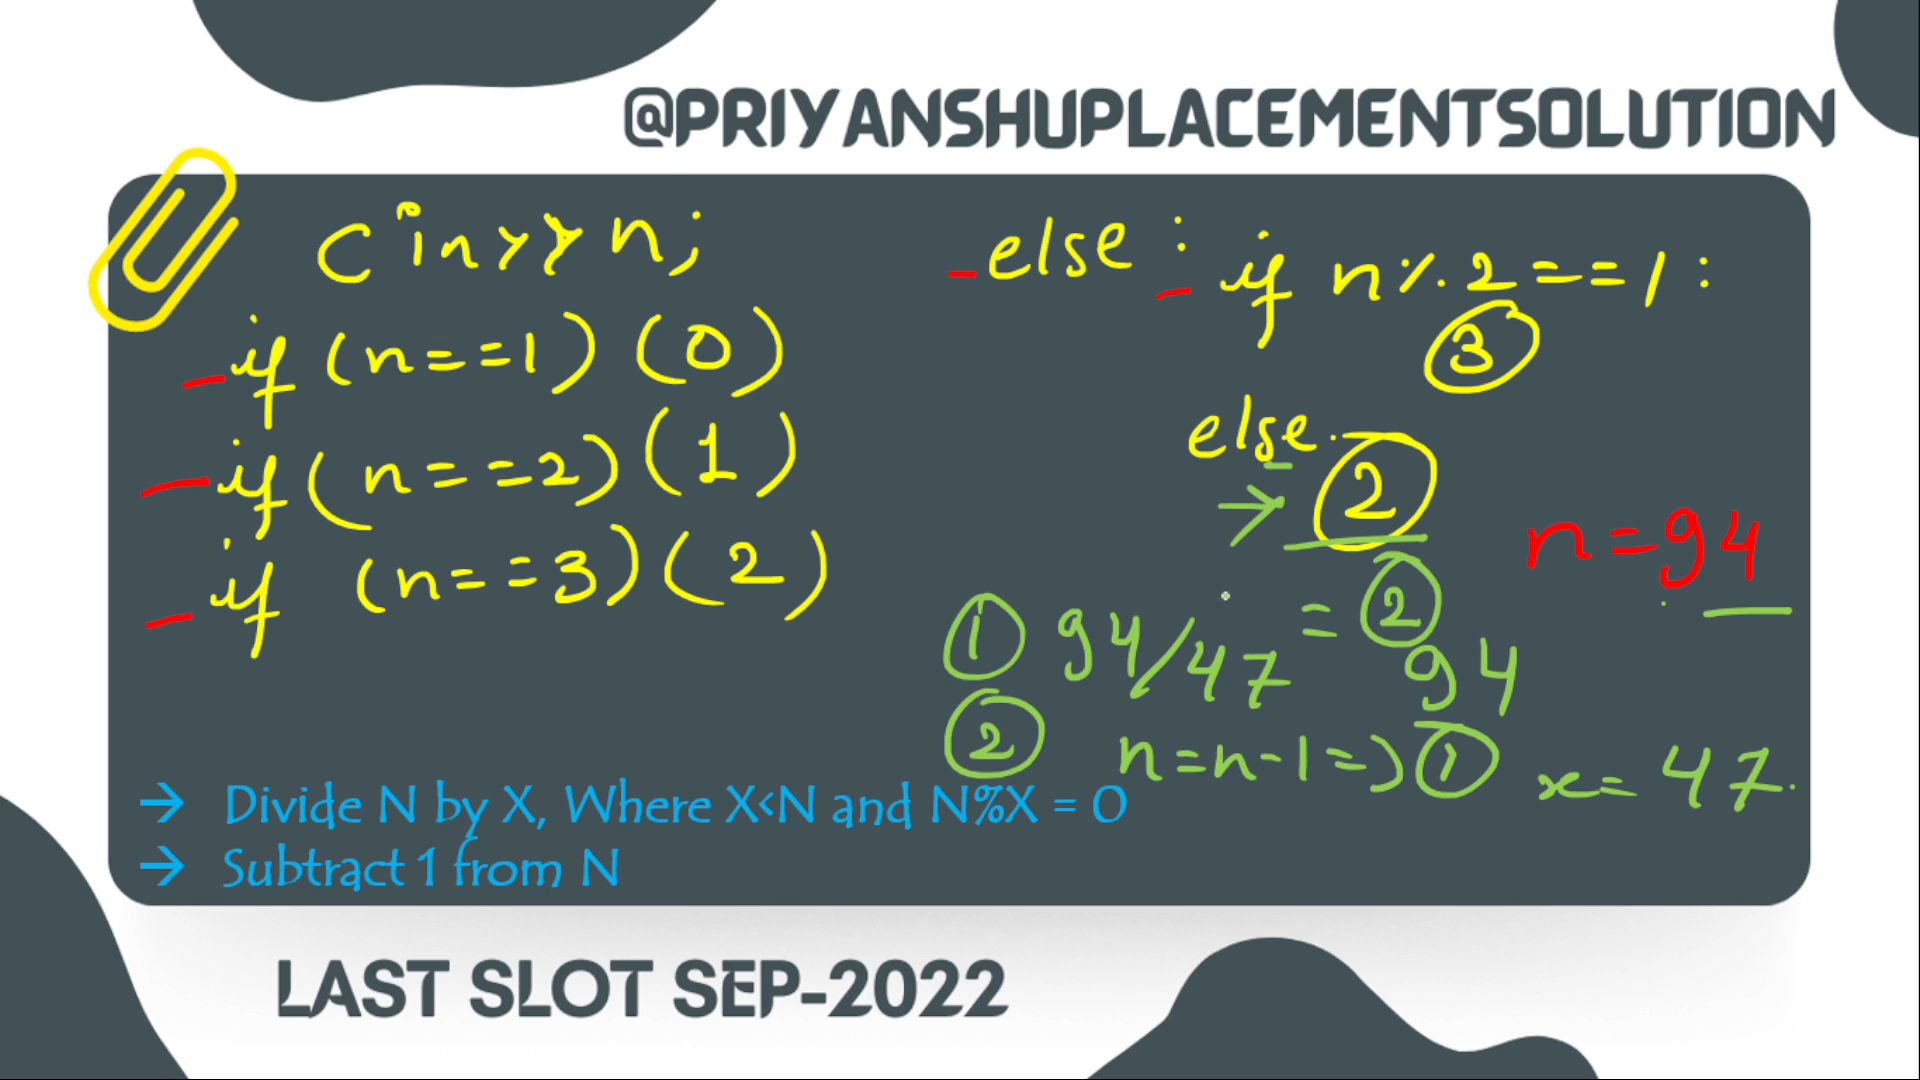 @PRIYANSHUPLACEMENTSOLUTION
Cin>>n;
if (n==1) (0)
if (n==2) (1)
if (n==3) (2)
else :
if n%2==1:
3
else.
2
n=94
① 94/47 = ②
94
② n=n-1=>①
x=47.
→ Divide N by X, Where X<N and N%X = 0
→ Subtract 1 from N
LAST SLOT SEP-2022